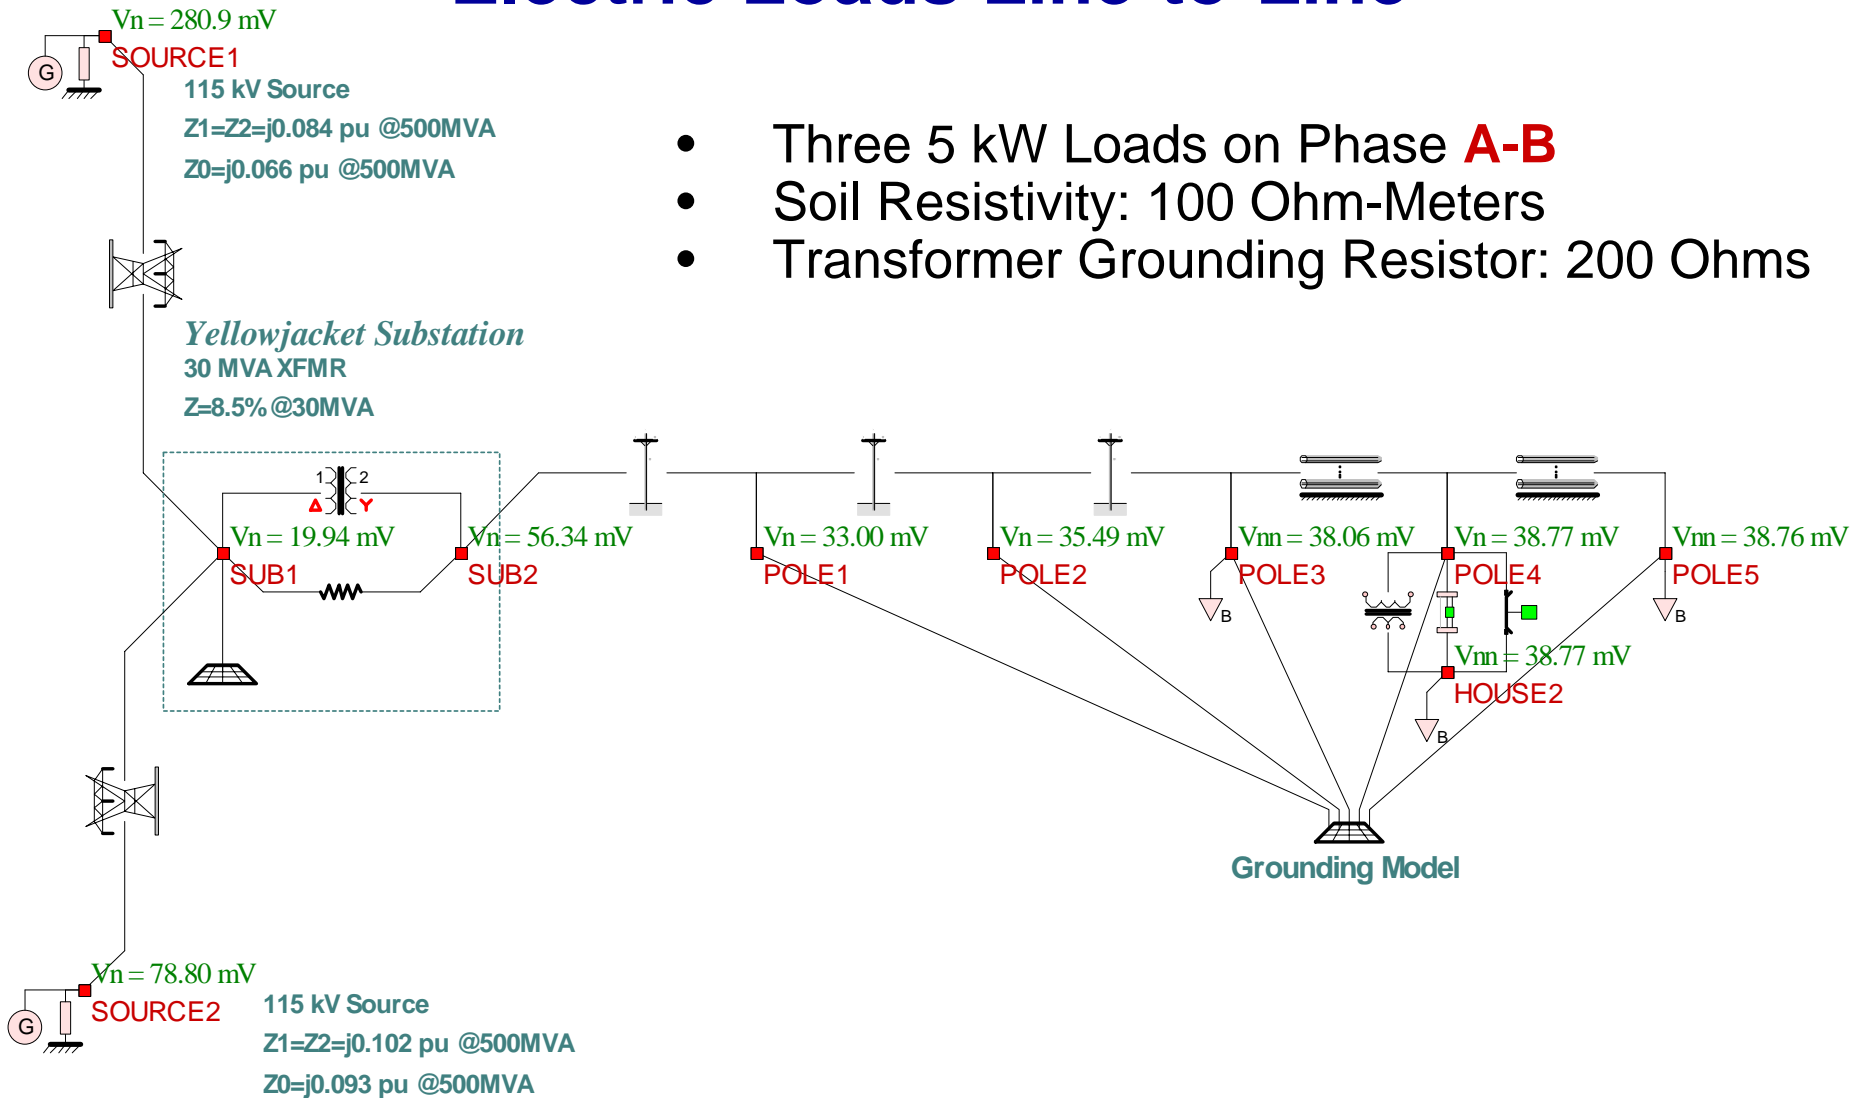 Electric Loads Line-to-Line
Vn = 280.9 mV
G
SOURCE1
115 kV Source
Z1=Z2=j0.084 pu @500MVA
Z0=j0.066 pu @500MVA
• Three 5 kW Loads on Phase A-B
• Soil Resistivity: 100 Ohm-Meters
• Transformer Grounding Resistor: 200 Ohms
Yellowjacket Substation
30 MVA XFMR
Z=8.5% @30MVA
1 2
Δ Y
Vn = 19.94 mV
SUB1
Vn = 56.34 mV
SUB2
Vn = 33.00 mV
POLE1
Vn = 35.49 mV
POLE2
Vnn = 38.06 mV
POLE3
B
Vn = 38.77 mV
POLE4
Vnn = 38.76 mV
POLE5
B
Vnn = 38.77 mV
HOUSE2
B
Grounding Model
Vn = 78.80 mV
G
SOURCE2
115 kV Source
Z1=Z2=j0.102 pu @500MVA
Z0=j0.093 pu @500MVA